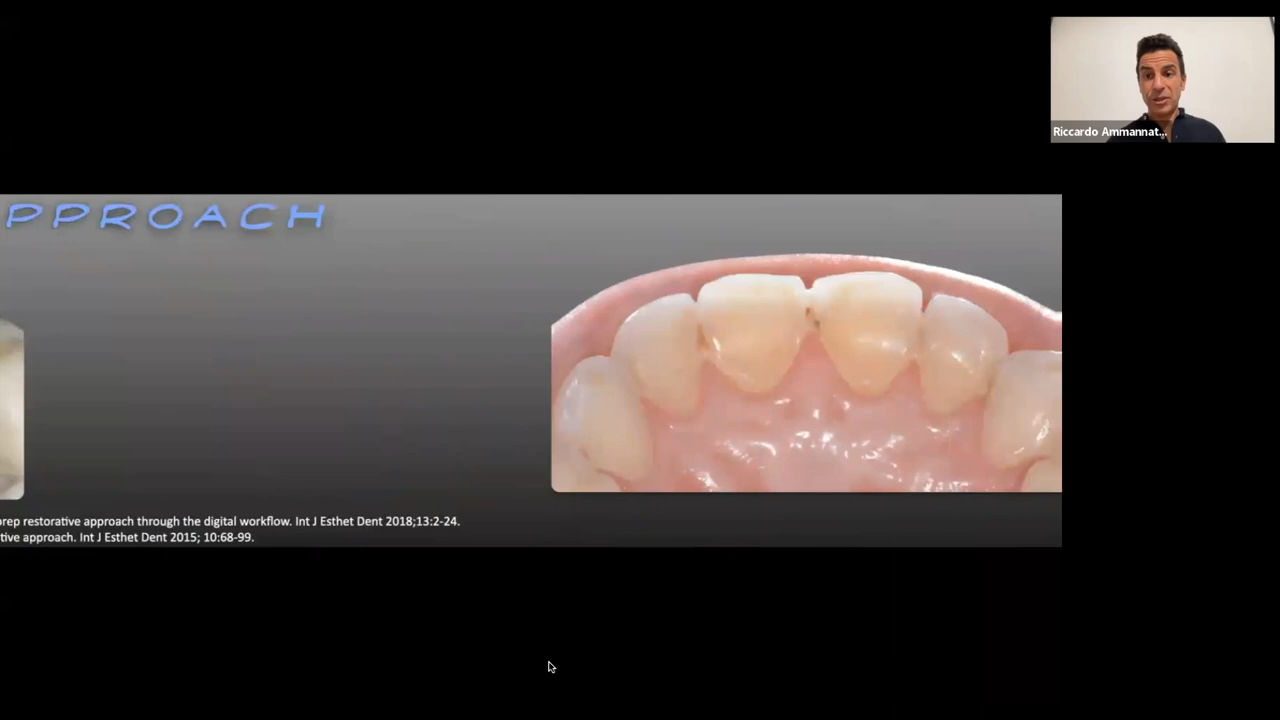 PPROACH
Riccardo Ammannat...
prep restorative approach through the digital workflow. Int J Esthet Dent 2018;13:2-24.
tive approach. Int J Esthet Dent 2015; 10:68-99.